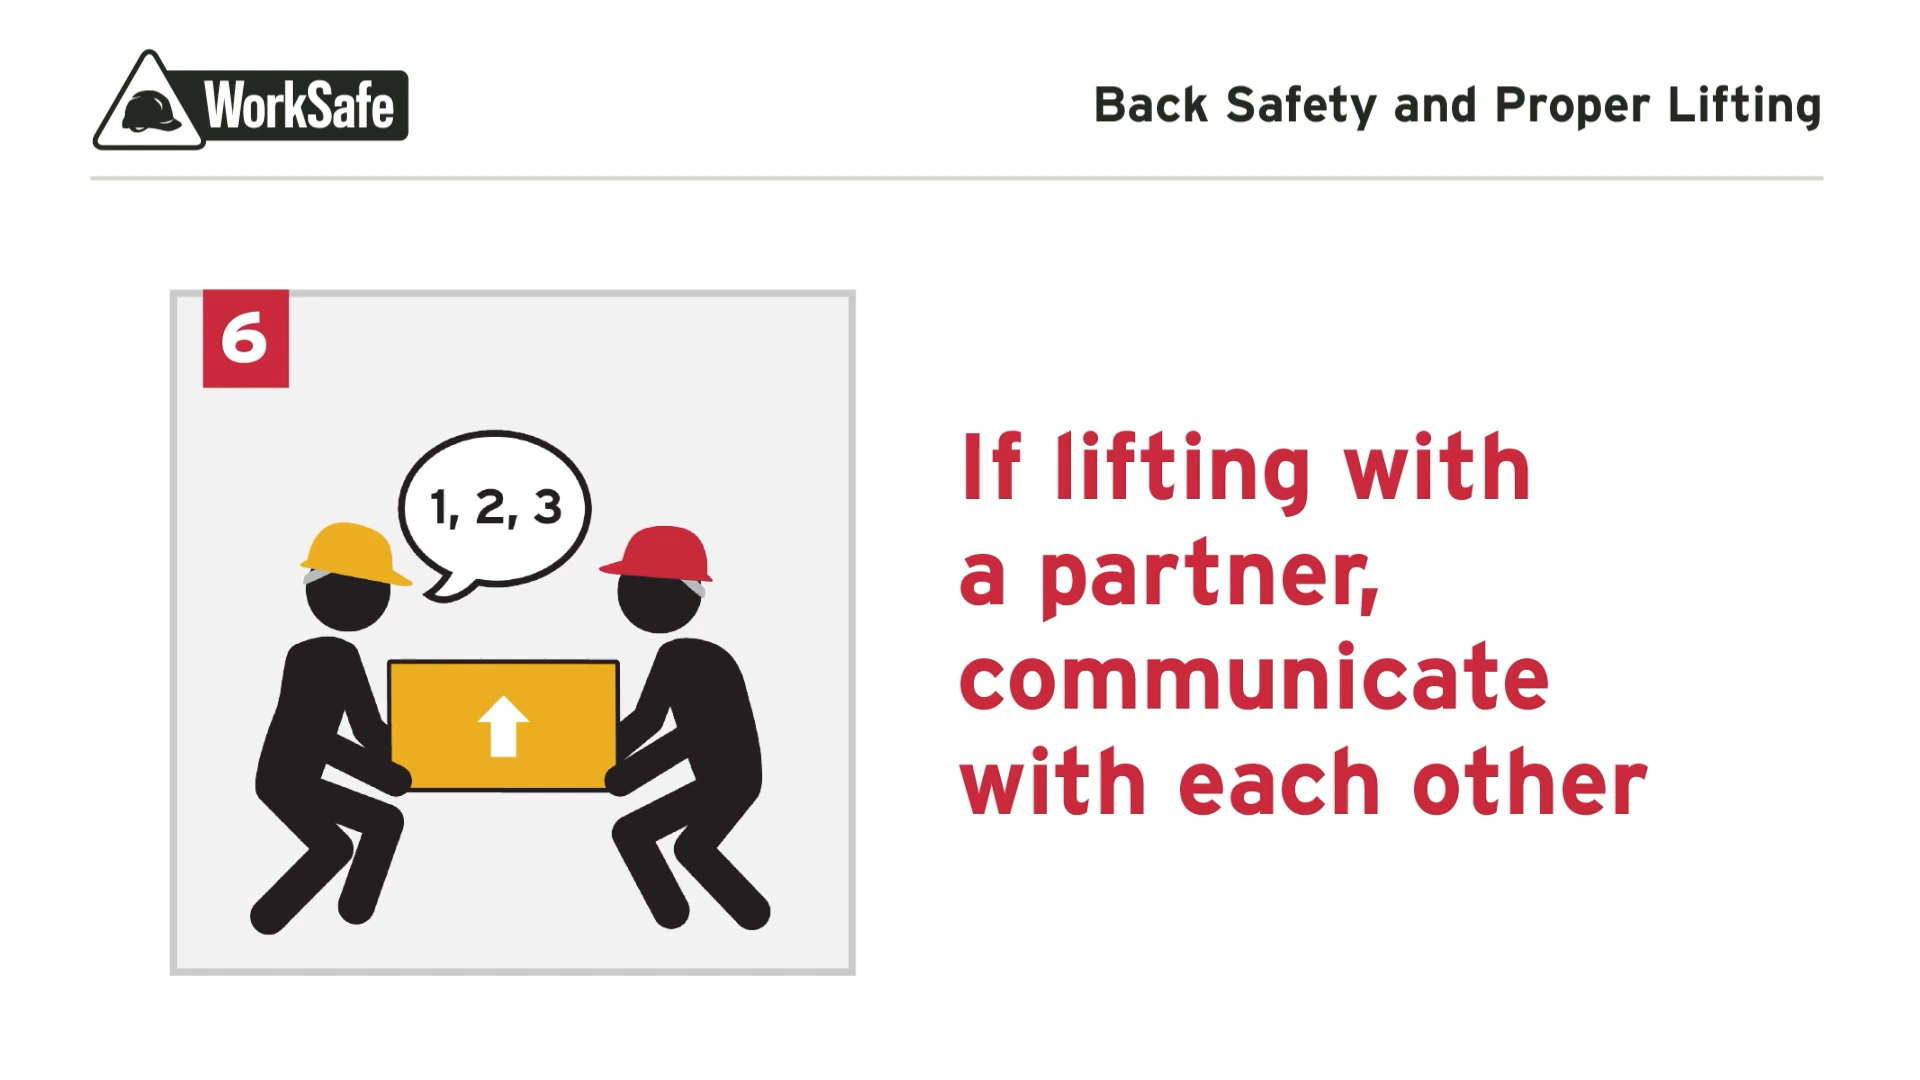 WorkSafe
Back Safety and Proper Lifting
6
1, 2, 3
If lifting with
a partner,
communicate
with each other